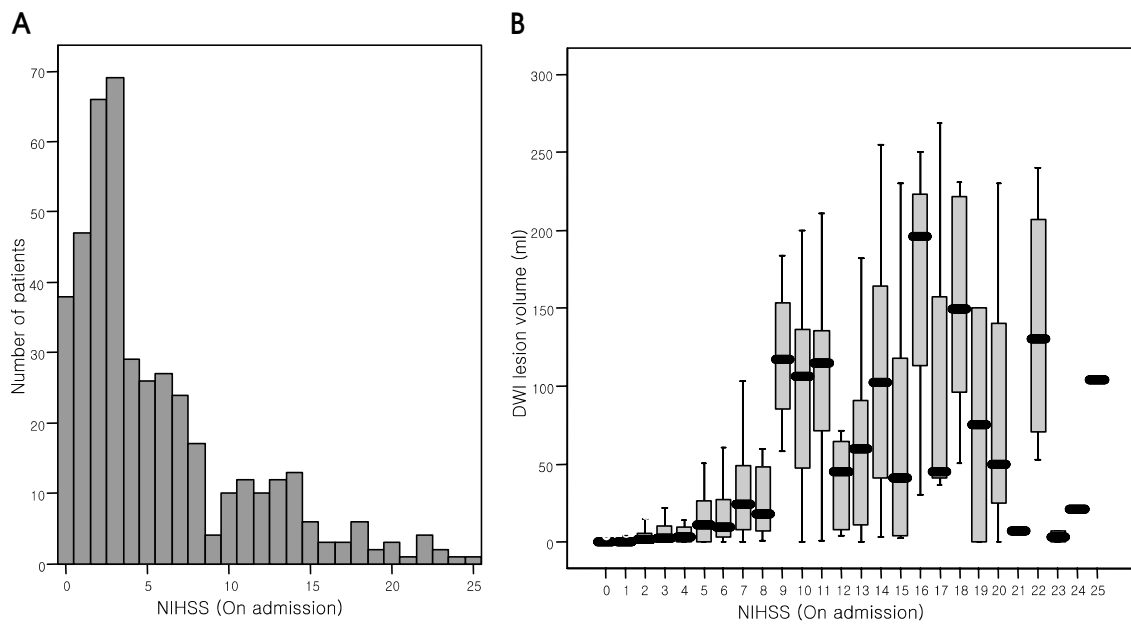 A
70
60
50
40
30
20
10
0
Number of patients
0 5 10 15 20 25
NIHSS (On admission)
B
300
250
200
150
100
50
0
DWI lesion volume (ml)
0 1 2 3 4 5 6 7 8 9 10 11 12 13 14 15 16 17 18 19 20 21 22 23 24 25
NIHSS (On admission)